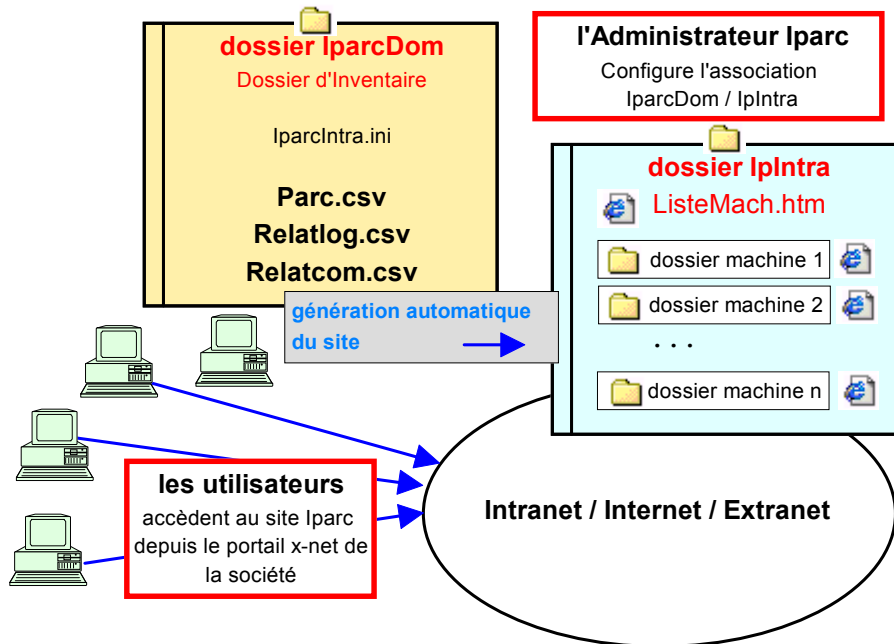 dossier IparcDom
Dossier d'Inventaire
IparcIntra.ini
Parc.csv
Relatlog.csv
Relatcom.csv
l'Administrateur Iparc
Configure l'association
IparcDom / IpIntra
dossier IpIntra
ListeMach.htm
dossier machine 1
dossier machine 2
. . .
dossier machine n
génération automatique
du site
les utilisateurs
accèdent au site Iparc
depuis le portail x-net de
la société
Intranet / Internet / Extranet